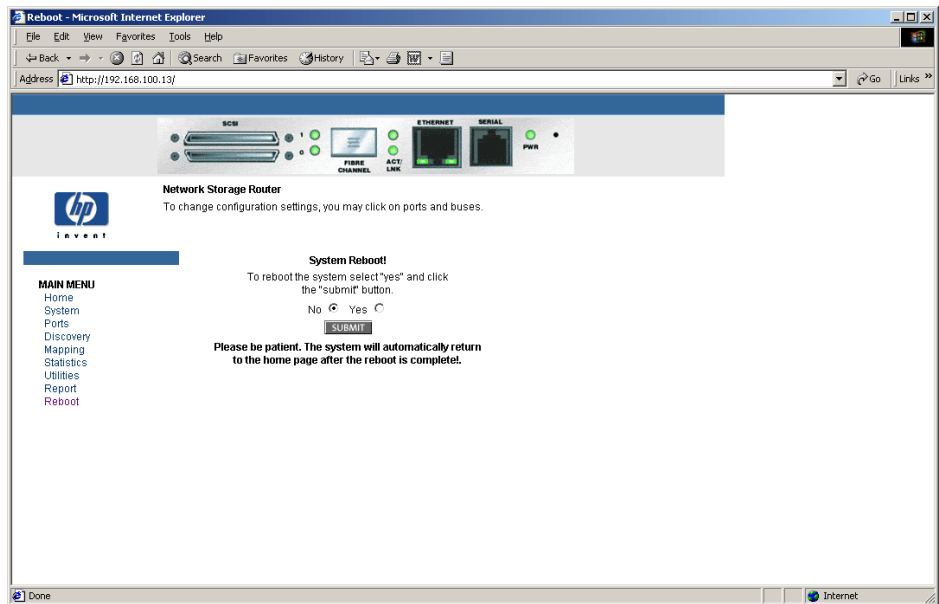 Reboot - Microsoft Internet Explorer
File Edit View Favorites Tools Help
Back Search Favorites History
Address http://192.168.100.13/ Go Links »
SCSI 1 0 FIBRE CHANNEL ACT/ LNK ETHERNET SERIAL PWR
Network Storage Router
To change configuration settings, you may click on ports and buses.
hp
invent
System Reboot!
To reboot the system select "yes" and click
the "submit" button.
No Yes
SUBMIT
Please be patient. The system will automatically return
to the home page after the reboot is complete!.
MAIN MENU
Home
System
Ports
Discovery
Mapping
Statistics
Utilities
Report
Reboot
Done Internet